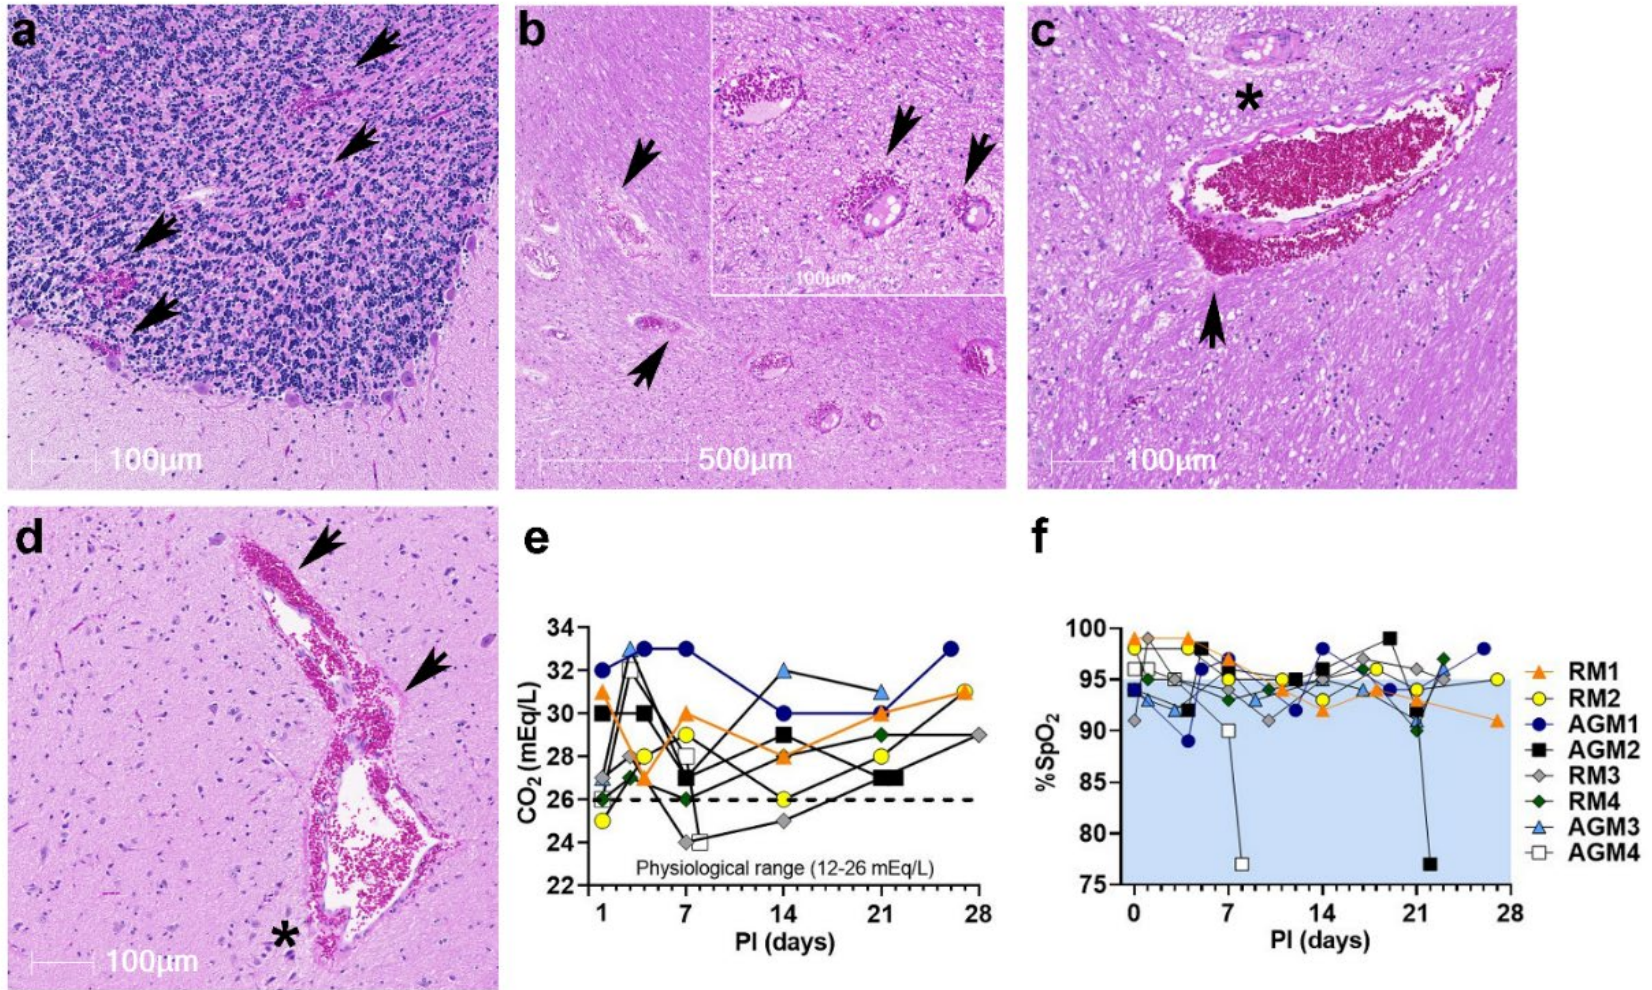 a
b
c
*
100μm
100μm
500μm
100μm
d
*
100μm
e
34
32
30
28
26
24
22
CO₂ (mEq/L)
Physiological range (12-26 mEq/L)
1 7 14 21 28
PI (days)
f
100
95
90
85
80
75
%SpO₂
0 7 14 21 28
PI (days)
RM1
RM2
AGM1
AGM2
RM3
RM4
AGM3
AGM4